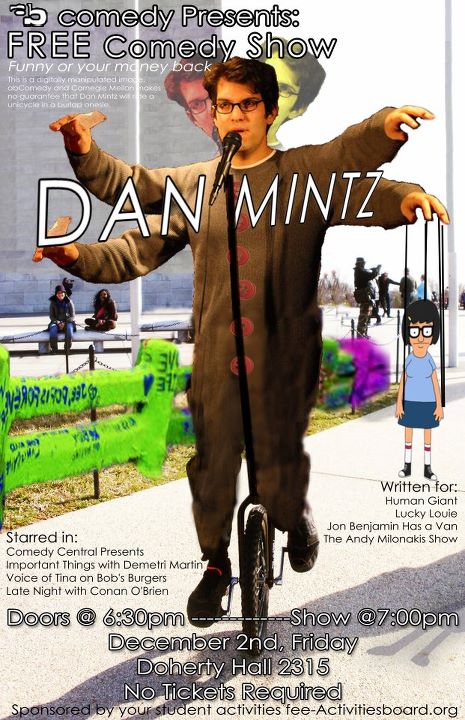 ab comedy Presents:
FREE Comedy Show
Funny or your money back
This is a digitally manipulated image.
abComedy and Carnegie Mellon makes
no guarantee that Dan Mintz will ride a
unicycle in a burlap onesie.
DAN MINTZ
Written for:
Human Giant
Lucky Louie
Jon Benjamin Has a Van
The Andy Milonakis Show
Starred in:
Comedy Central Presents
Important Things with Demetri Martin
Voice of Tina on Bob's Burgers
Late Night with Conan O'Brien
Doors @ 6:30pm -------------Show @7:00pm
December 2nd, Friday
Doherty Hall 2315
No Tickets Required
Sponsored by your student activities fee-Activitiesboard.org